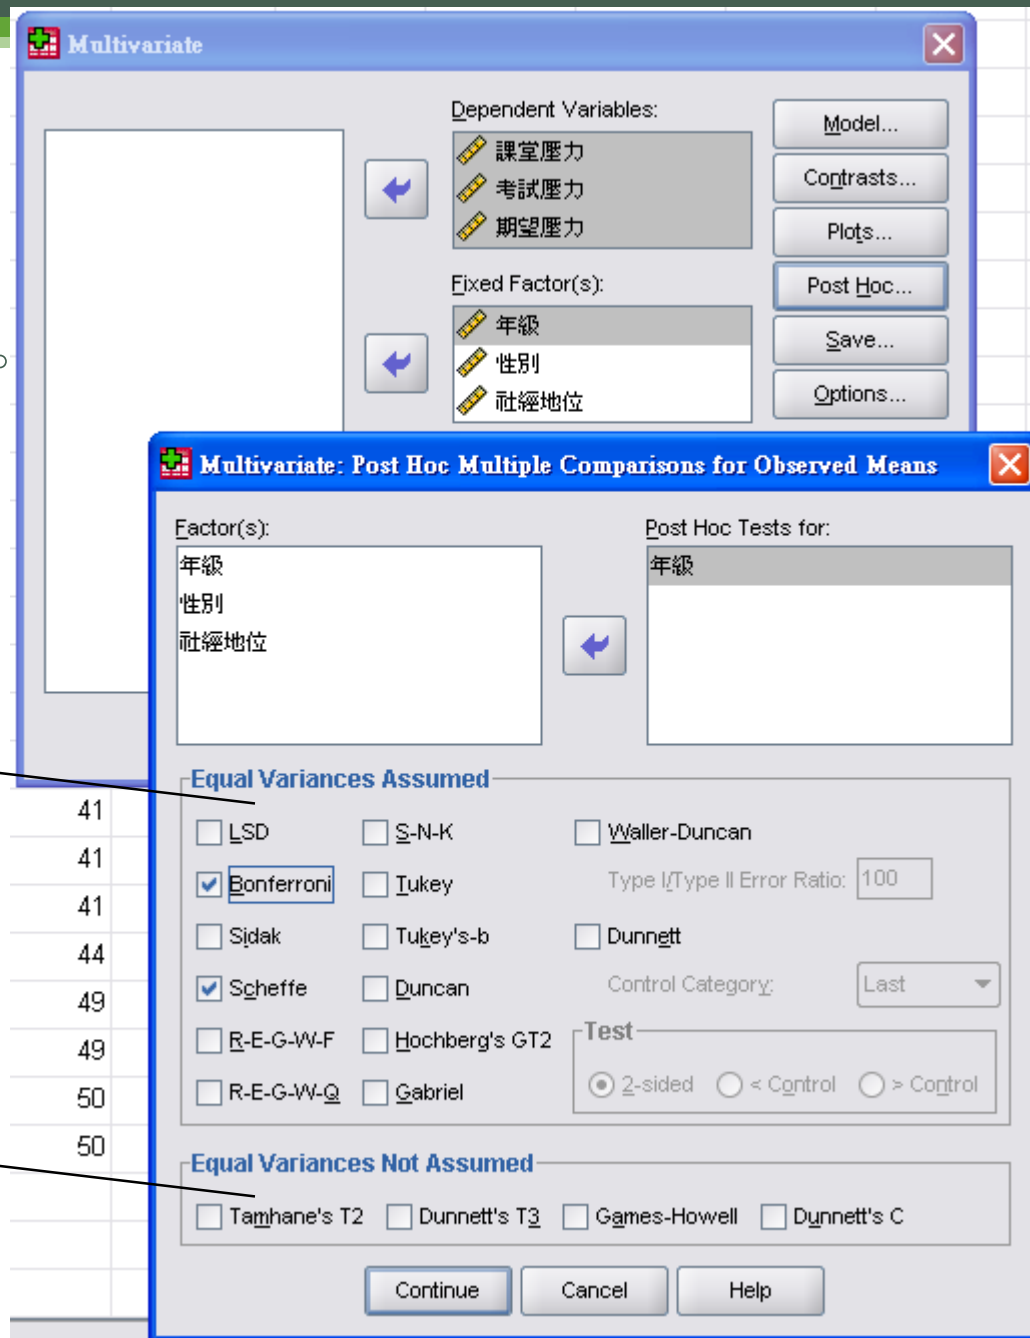 Multivariate
Dependent Variables:
課堂壓力
考試壓力
期望壓力
Fixed Factor(s):
年級
性別
社經地位
Model...
Contrasts...
Plots...
Post Hoc...
Save...
Options...
。
Multivariate: Post Hoc Multiple Comparisons for Observed Means
Factor(s):
年級
性別
社經地位
Post Hoc Tests for:
年級
Equal Variances Assumed
LSD
S-N-K
Waller-Duncan
Bonferroni
Tukey
Type I/Type II Error Ratio: 100
Sidak
Tukey's-b
Dunnett
Scheffe
Duncan
Control Category: Last
R-E-G-W-F
Hochberg's GT2
Test
R-E-G-W-Q
Gabriel
2-sided
< Control
> Control
Equal Variances Not Assumed
Tamhane's T2
Dunnett's T3
Games-Howell
Dunnett's C
Continue
Cancel
Help
41
41
41
44
49
49
50
50